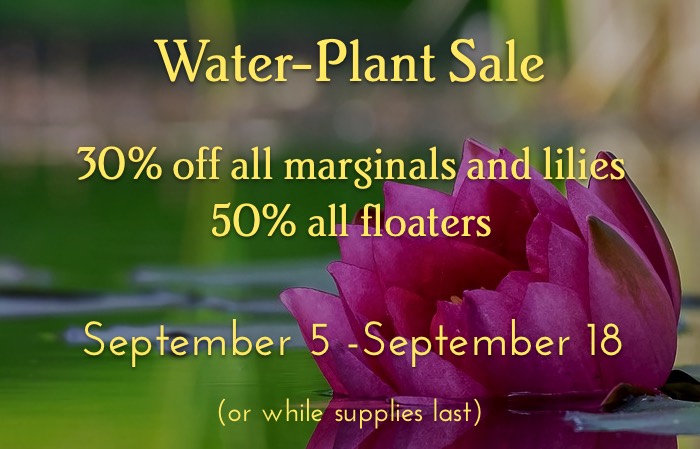 Water-Plant Sale
30% off all marginals and lilies
50% all floaters
September 5 -September 18
(or while supplies last)